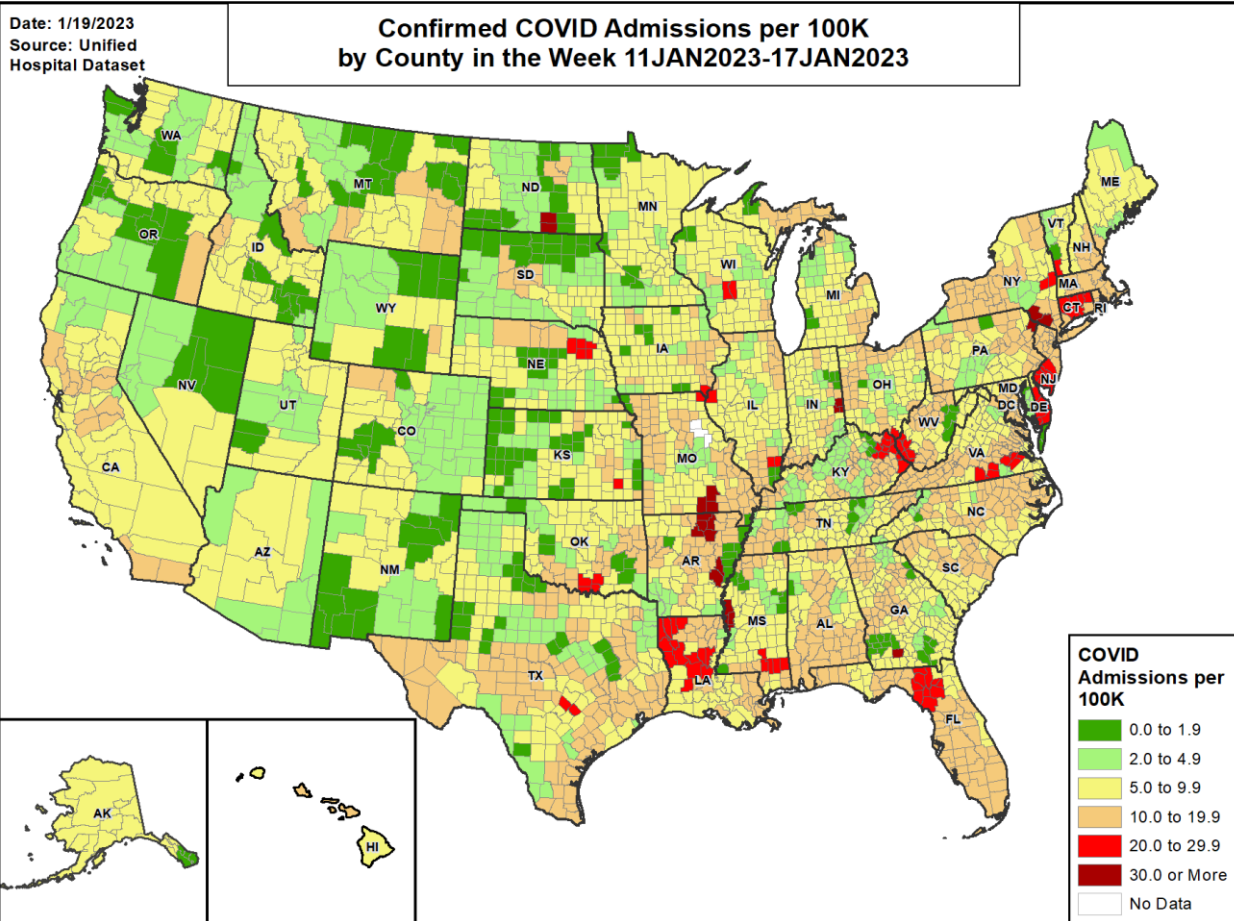 Date: 1/19/2023
Source: Unified
Hospital Dataset
Confirmed COVID Admissions per 100K
by County in the Week 11JAN2023-17JAN2023
WA
MT
ND
MN
ME
OR
ID
SD
WI
VT
NH
NY
MA
WY
MI
CT
RI
IA
PA
NE
NJ
NV
OH
MD
UT
IL
IN
DC
DE
CO
WV
CA
KS
MO
KY
VA
NC
TN
AZ
OK
NM
AR
SC
MS
AL
GA
TX
LA
FL
AK
HI
COVID
Admissions per
100K
0.0 to 1.9
2.0 to 4.9
5.0 to 9.9
10.0 to 19.9
20.0 to 29.9
30.0 or More
No Data